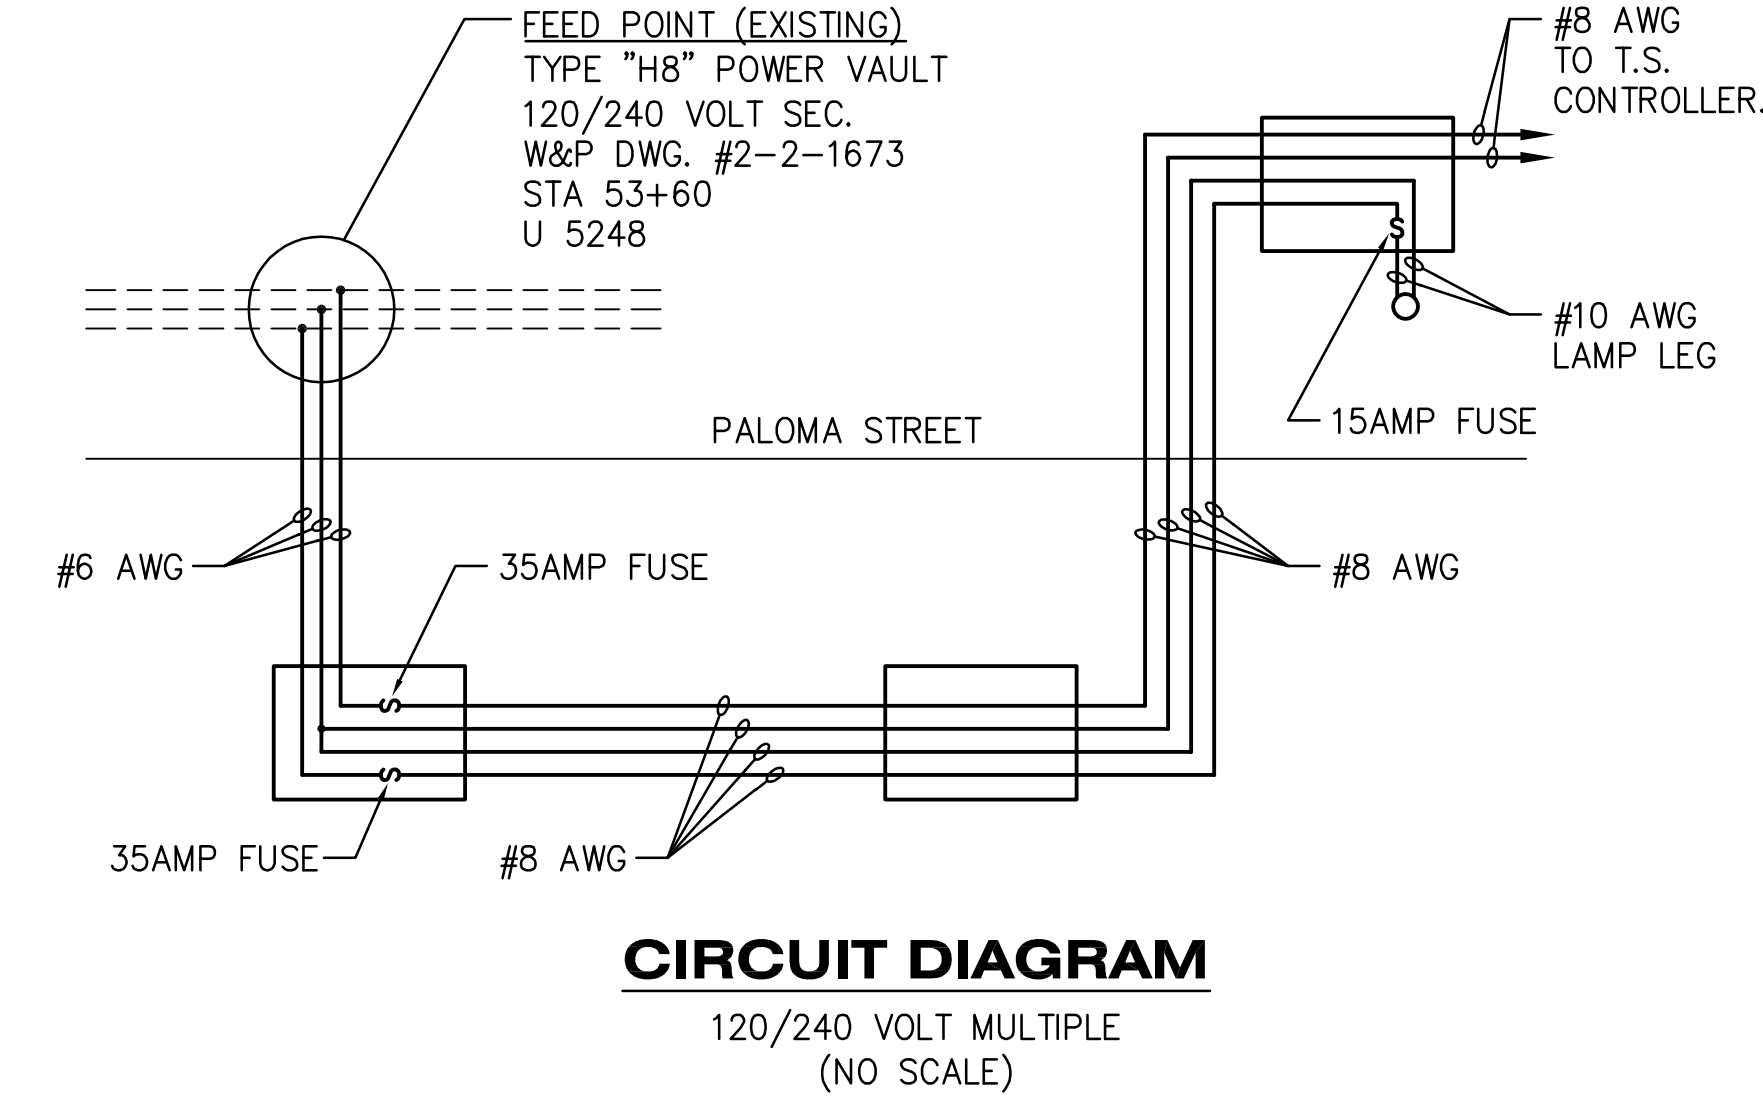 FEED POINT (EXISTING)
TYPE "H8" POWER VAULT
120/240 VOLT SEC.
W&P DWG. #2-2-1673
STA 53+60
U 5248
#8 AWG
TO T.S.
CONTROLLER.
#10 AWG
LAMP LEG
15AMP FUSE
PALOMA STREET
#6 AWG
35AMP FUSE
#8 AWG
35AMP FUSE
#8 AWG
CIRCUIT DIAGRAM
120/240 VOLT MULTIPLE
(NO SCALE)